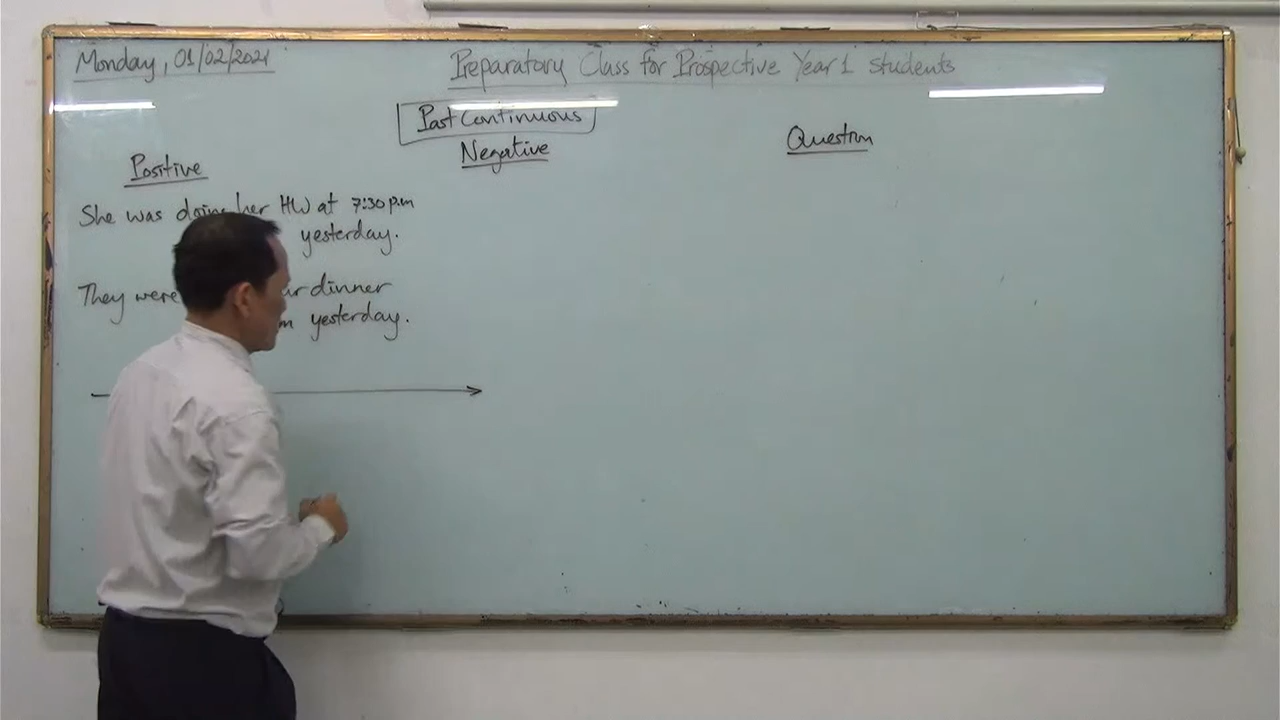 Monday, 01/02/2021
Preparatory Class for Prospective Year 1 Students
Past Continuous
Positive
Negative
Question
She was doing her HW at 7:30 p.m
yesterday.
They were dinner
yesterday.